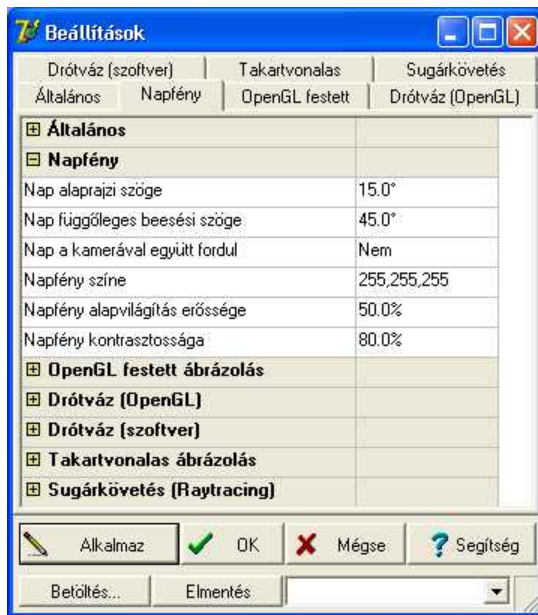 Beállítások
Drótváz (szoftver) Takartvonalas Sugárkövetés
Általános Napfény OpenGL festett Drótváz (OpenGL)
Általános
Napfény
Nap alaprajzi szöge 15.0°
Nap függőleges beesési szöge 45.0°
Nap a kamerával együtt fordul Nem
Napfény színe 255,255,255
Napfény alapvilágítás erőssége 50.0%
Napfény kontrasztossága 80.0%
OpenGL festett ábrázolás
Drótváz (OpenGL)
Drótváz (szoftver)
Takartvonalas ábrázolás
Sugárkövetés (Raytracing)
Alkalmaz OK Mégse Segítség
Betöltés... Elmentés